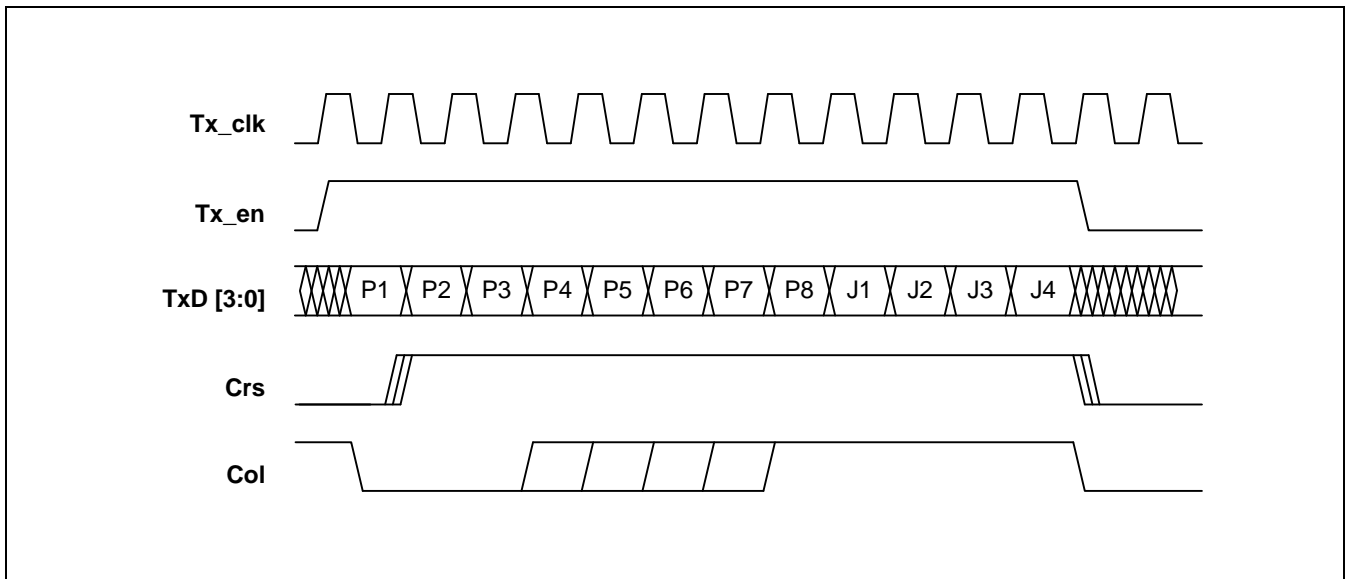 Tx_clk
Tx_en
TxD [3:0] P1 P2 P3 P4 P5 P6 P7 P8 J1 J2 J3 J4
Crs
Col